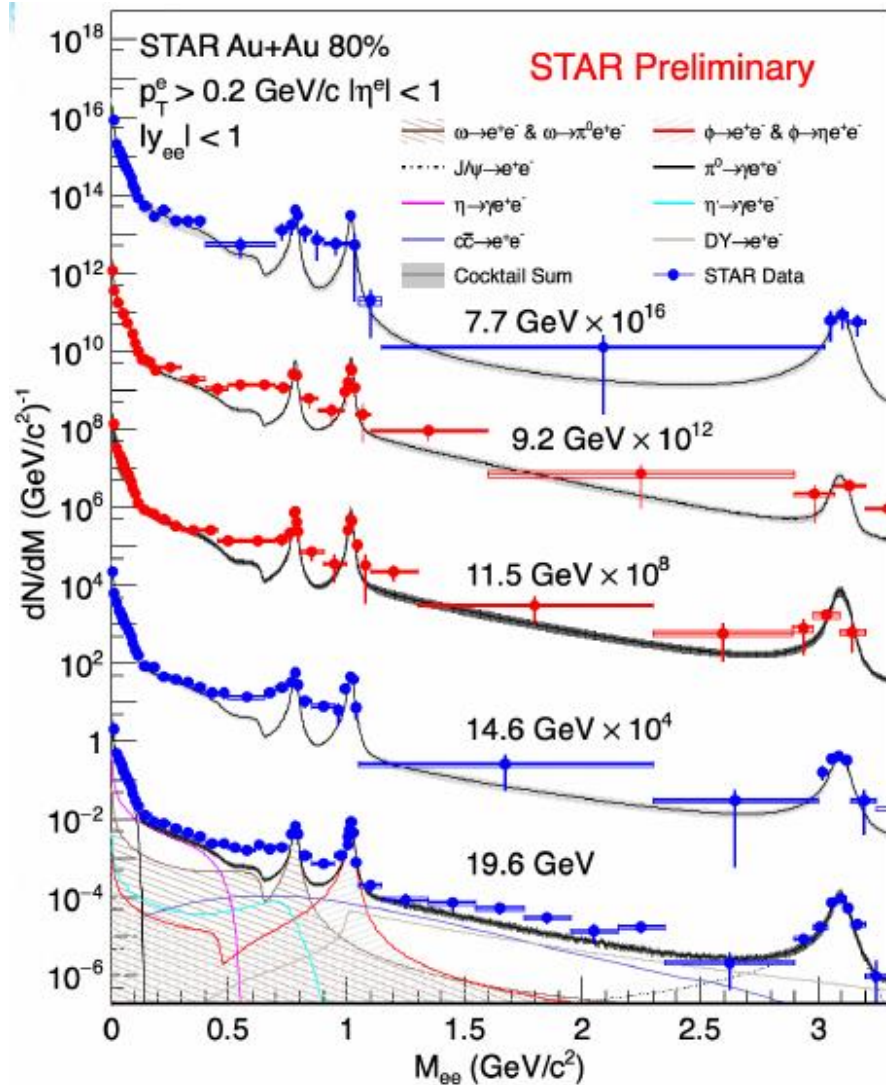 STAR Au+Au 80%
STAR Preliminary
p_T^e > 0.2 GeV/c |η^e| < 1
|y_ee| < 1
ω→e⁺e⁻ & ω→π⁰e⁺e⁻
φ→e⁺e⁻ & φ→ηe⁺e⁻
J/ψ→e⁺e⁻
π⁰→γe⁺e⁻
η→γe⁺e⁻
η'→γe⁺e⁻
cc̄→e⁺e⁻
DY→e⁺e⁻
Cocktail Sum
STAR Data
7.7 GeV × 10¹⁶
9.2 GeV × 10¹²
11.5 GeV × 10⁸
14.6 GeV × 10⁴
19.6 GeV
dN/dM (GeV/c²)⁻¹
10¹⁸
10¹⁶
10¹⁴
10¹²
10¹⁰
10⁸
10⁶
10⁴
10²
1
10⁻²
10⁻⁴
10⁻⁶
0 0.5 1 1.5 2 2.5 3
M_ee (GeV/c²)